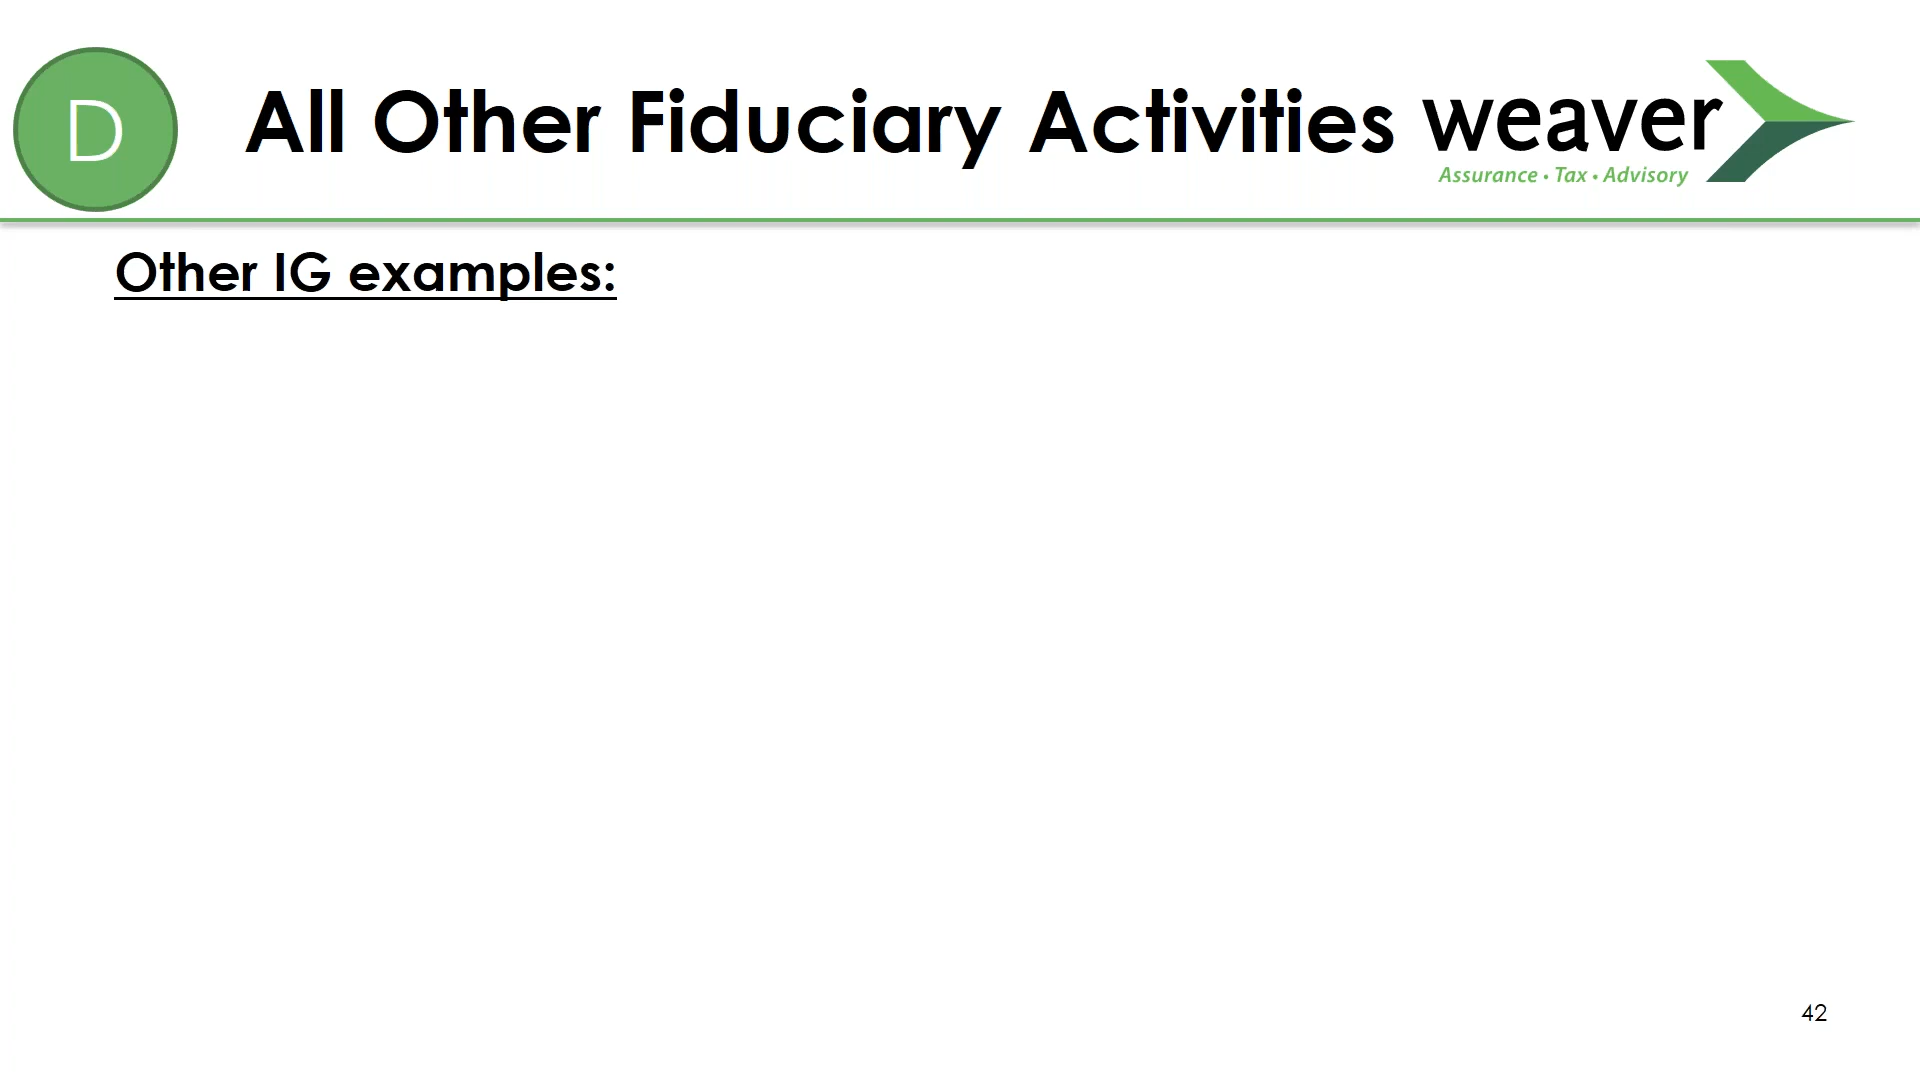 D
All Other Fiduciary Activities
weaver
Assurance • Tax • Advisory
Other IG examples:
42